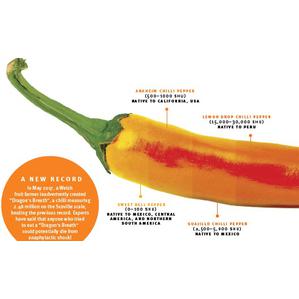 ANAHEIM CHILLI PEPPER
(500–1000 SHU)
NATIVE TO CALIFORNIA, USA
LEMON DROP CHILLI PEPPER
(15,000–30,000 SHU)
NATIVE TO PERU
A NEW RECORD
In May 2017, a Welsh
fruit farmer inadvertently created
"Dragon's Breath", a chilli measuring
2.48 million on the Scoville scale,
beating the previous record. Experts
have said that anyone who tried
to eat a "Dragon's Breath"
could potentially die from
anaphylactic shock!
SWEET BELL PEPPER
(0–100 SHU)
NATIVE TO MEXICO, CENTRAL
AMERICA, AND NORTHERN
SOUTH AMERICA
GUAJILLO CHILLI PEPPER
(2,500–5,000 SHU)
NATIVE TO MEXICO